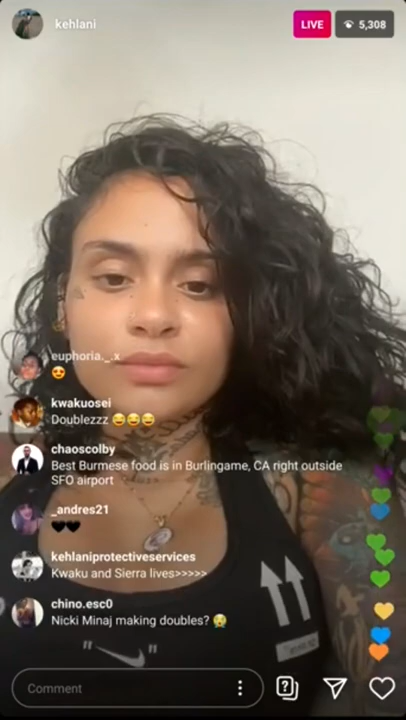 kehlani
LIVE
5,308
euphoria._.x
😍
kwakuosei
Doublezzz 😂😂😂
chaoscolby
Best Burmese food is in Burlingame, CA right outside
SFO airport
_andres21
🖤🖤
kehlaniprotectiveservices
Kwaku and Sierra lives>>>>>
chino.esc0
Nicki Minaj making doubles? 😭
Comment